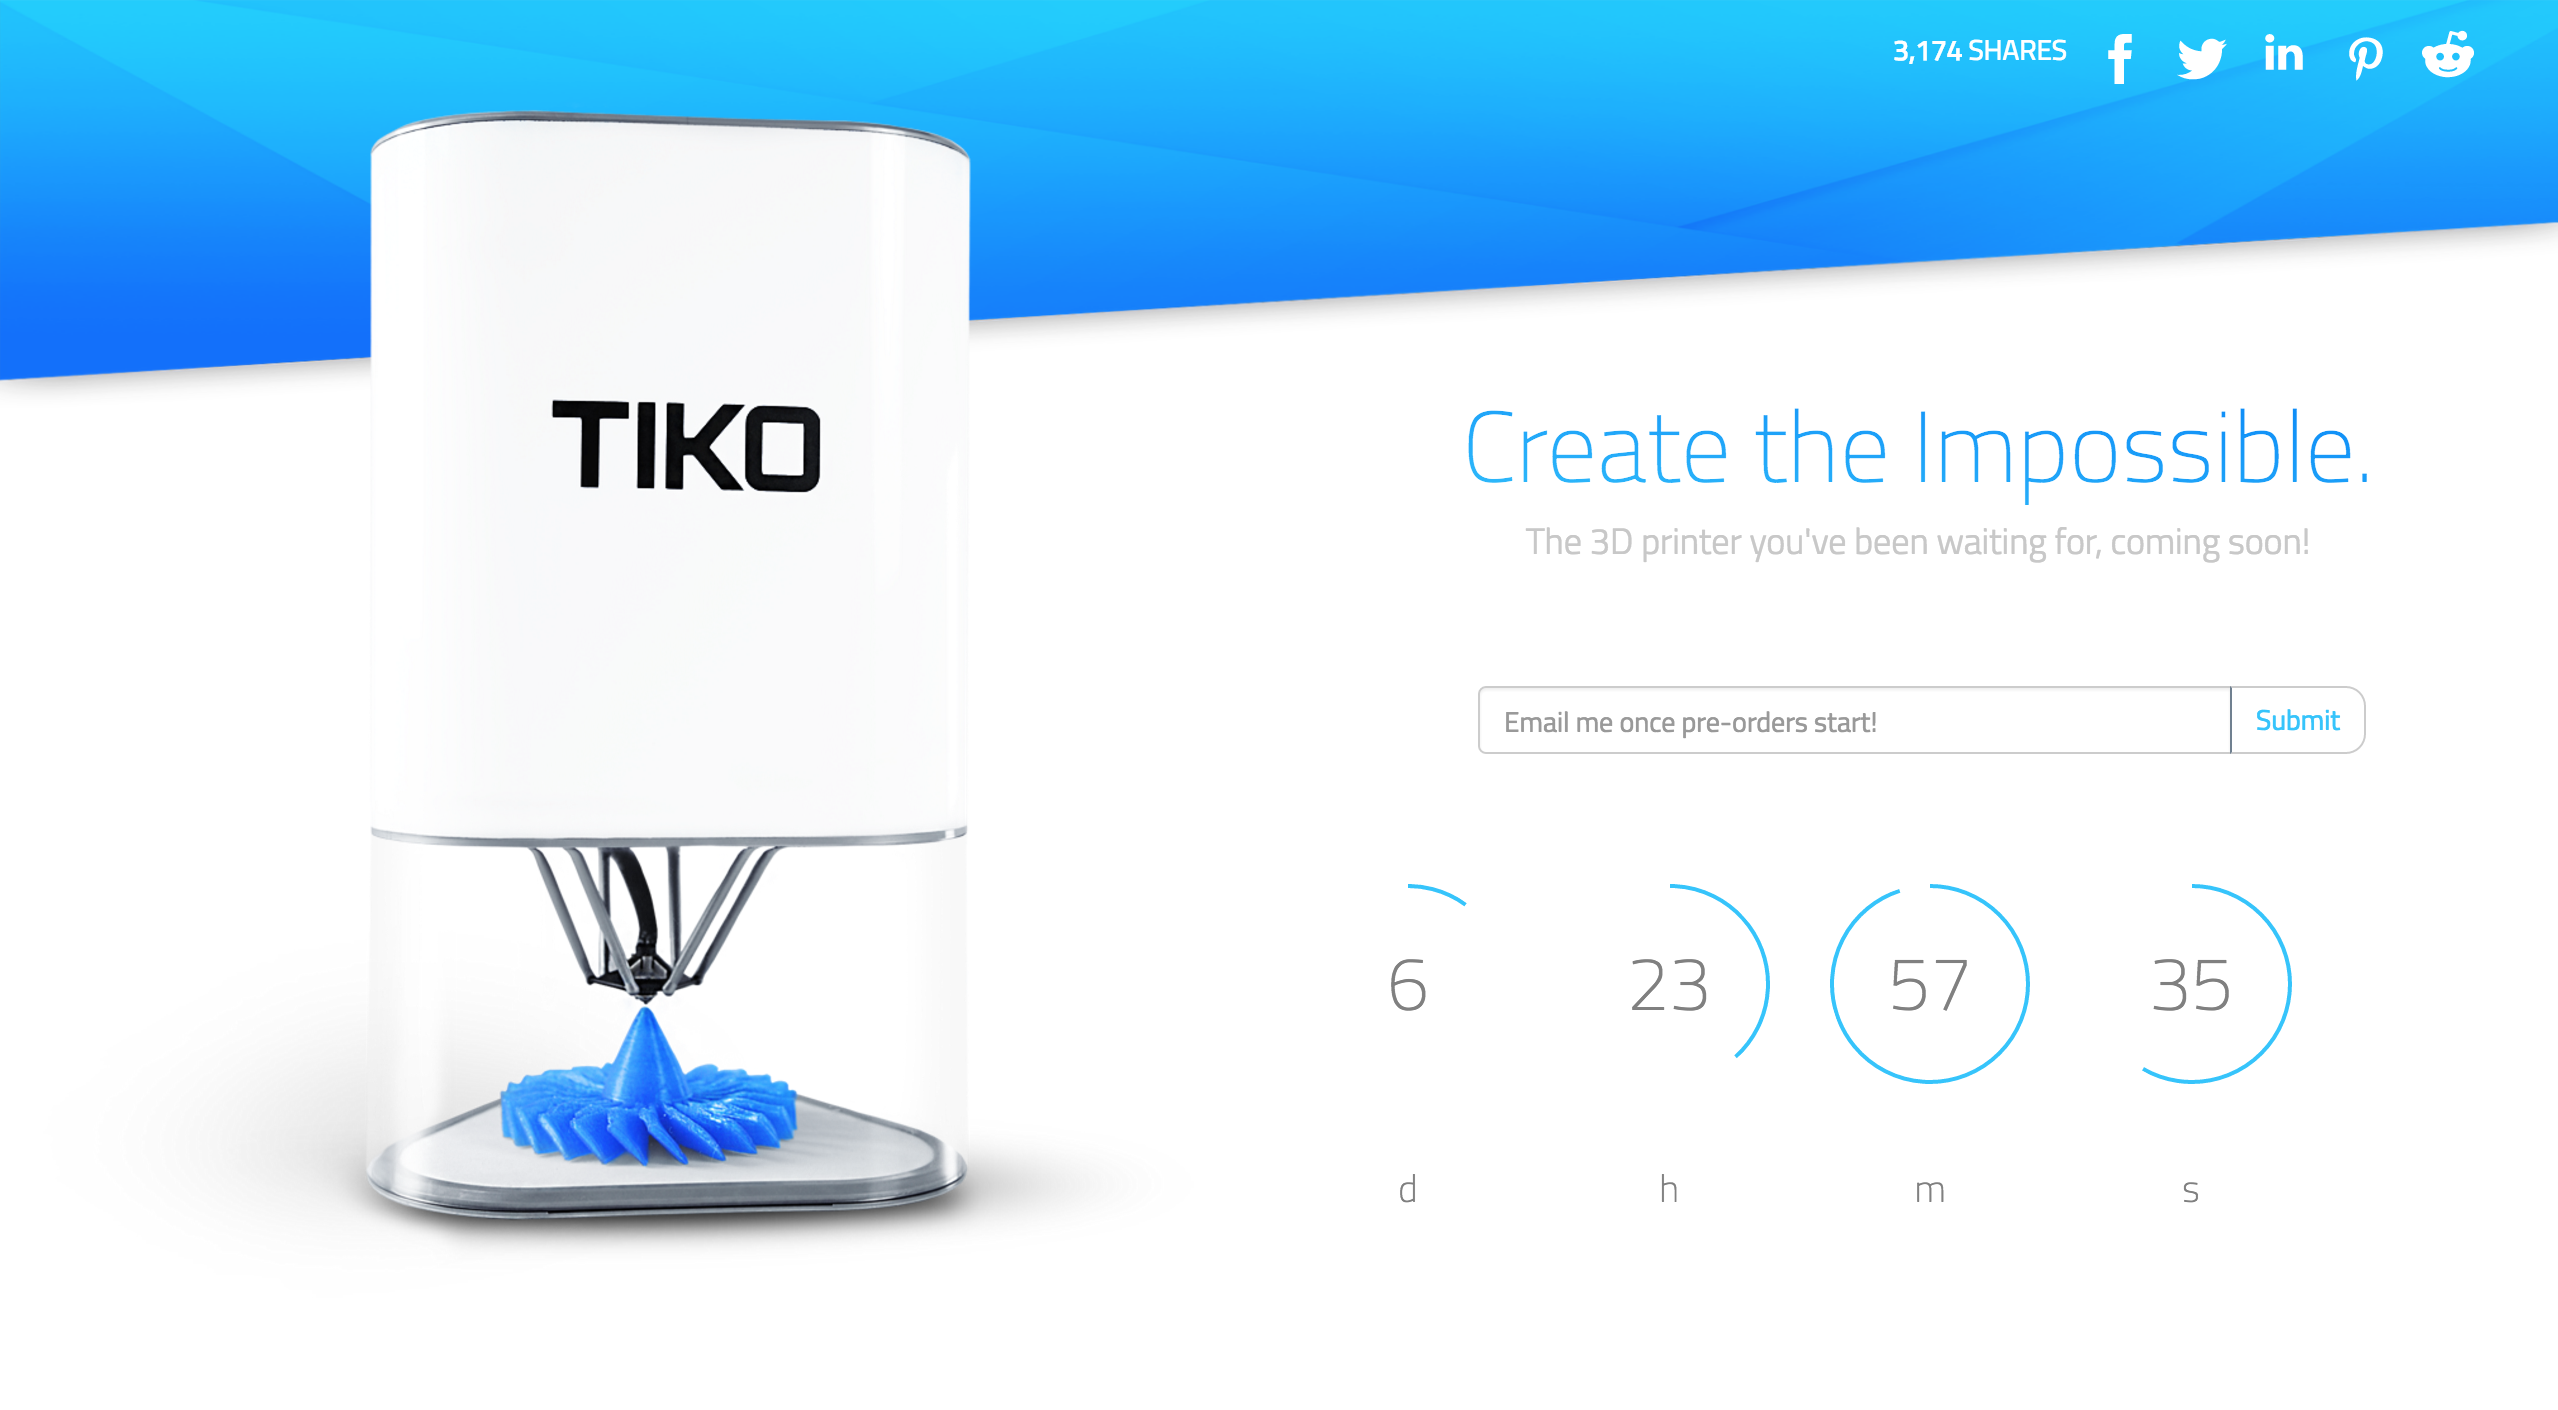 3,174 SHARES
TIKO
Create the Impossible.
The 3D printer you've been waiting for, coming soon!
Email me once pre-orders start!
Submit
6 23 57 35
d h m s